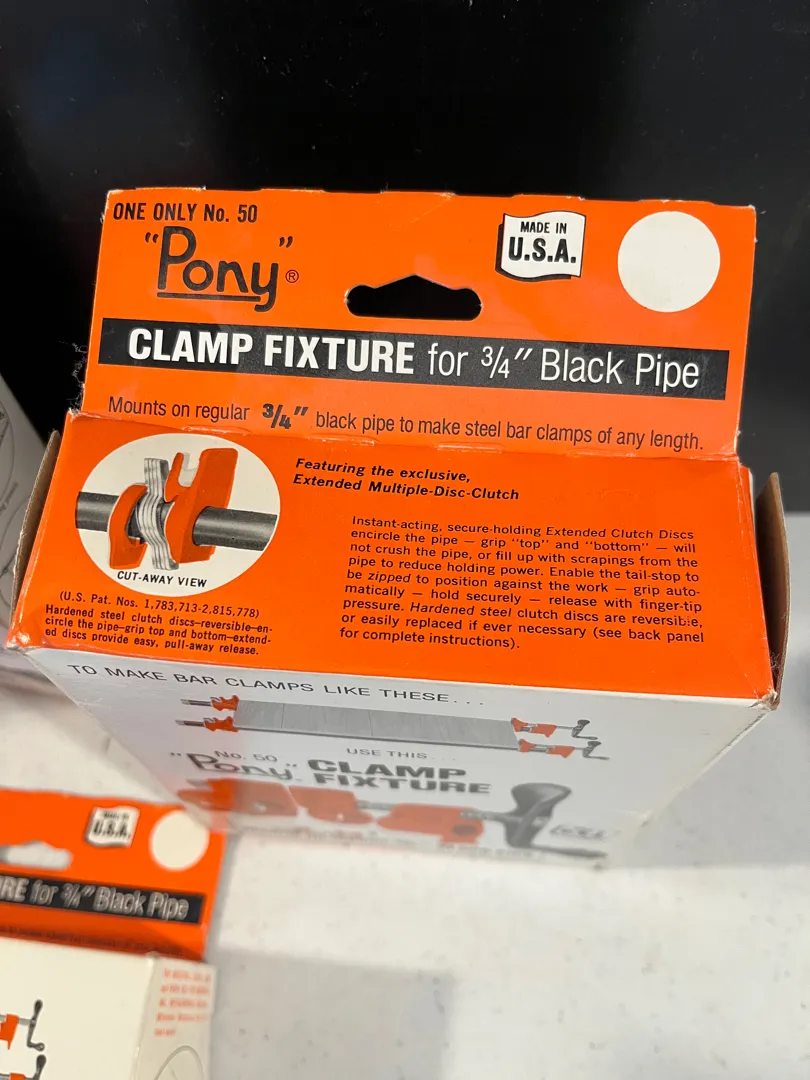 ONE ONLY No. 50
"Pony"®
MADE IN
U.S.A.
CLAMP FIXTURE for 3/4" Black Pipe
Mounts on regular 3/4" black pipe to make steel bar clamps of any length.
Featuring the exclusive,
Extended Multiple-Disc-Clutch
CUT-AWAY VIEW
(U.S. Pat. Nos. 1,783,713-2,815,778)
Hardened steel clutch discs—reversible—en-
circle the pipe—grip top and bottom—extend-
ed discs provide easy, pull-away release.
Instant-acting, secure-holding Extended Clutch Discs
encircle the pipe — grip "top" and "bottom" — will
not crush the pipe, or fill up with scrapings from the
pipe to reduce holding power. Enable the tail-stop to
be zipped to position against the work — grip auto-
matically — hold securely — release with finger-tip
pressure. Hardened steel clutch discs are reversible,
or easily replaced if ever necessary (see back panel
for complete instructions).
TO MAKE BAR CLAMPS LIKE THESE...
USE THIS...
No. 50
"Pony" CLAMP
FIXTURE
MADE IN
U.S.A.
RE for 3/4" Black Pipe